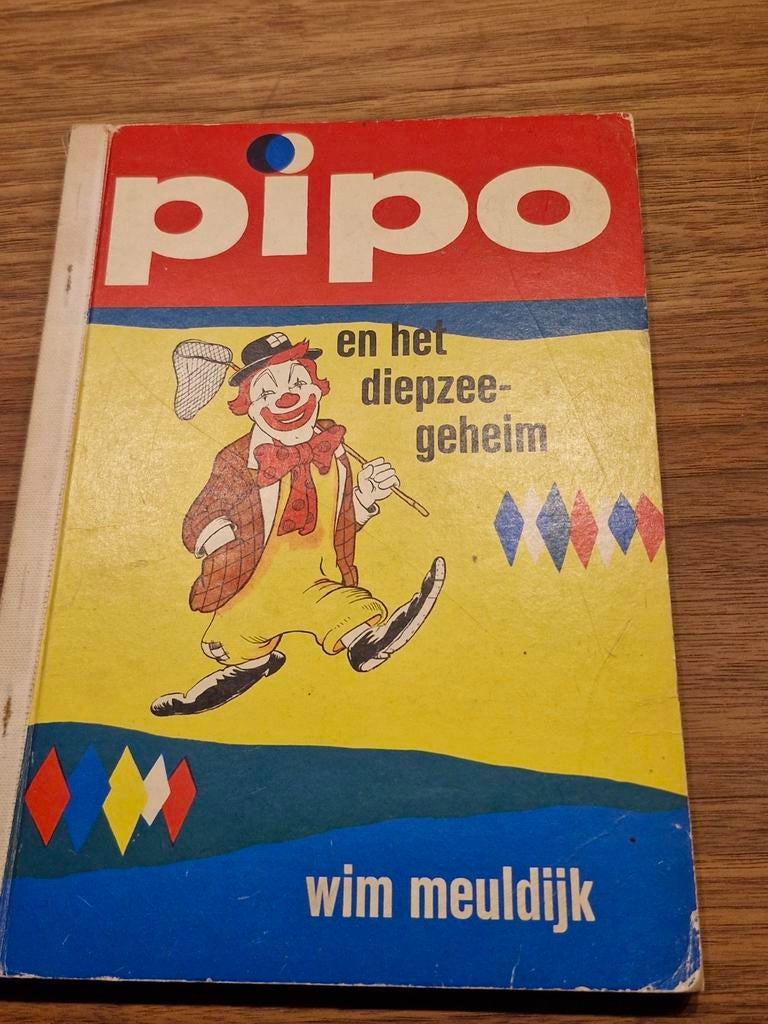 pipo
en het
diepzee-
geheim
wim meuldijk